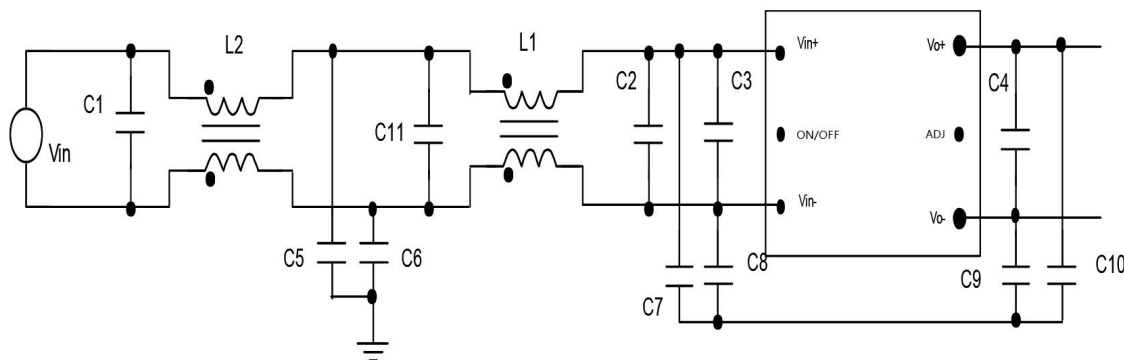 L2
L1
Vin+
Vo+
C1
C11
C2
C3
C4
Vin
ON/OFF
ADJ
Vin-
Vo-
C5
C6
C7
C8
C9
C10